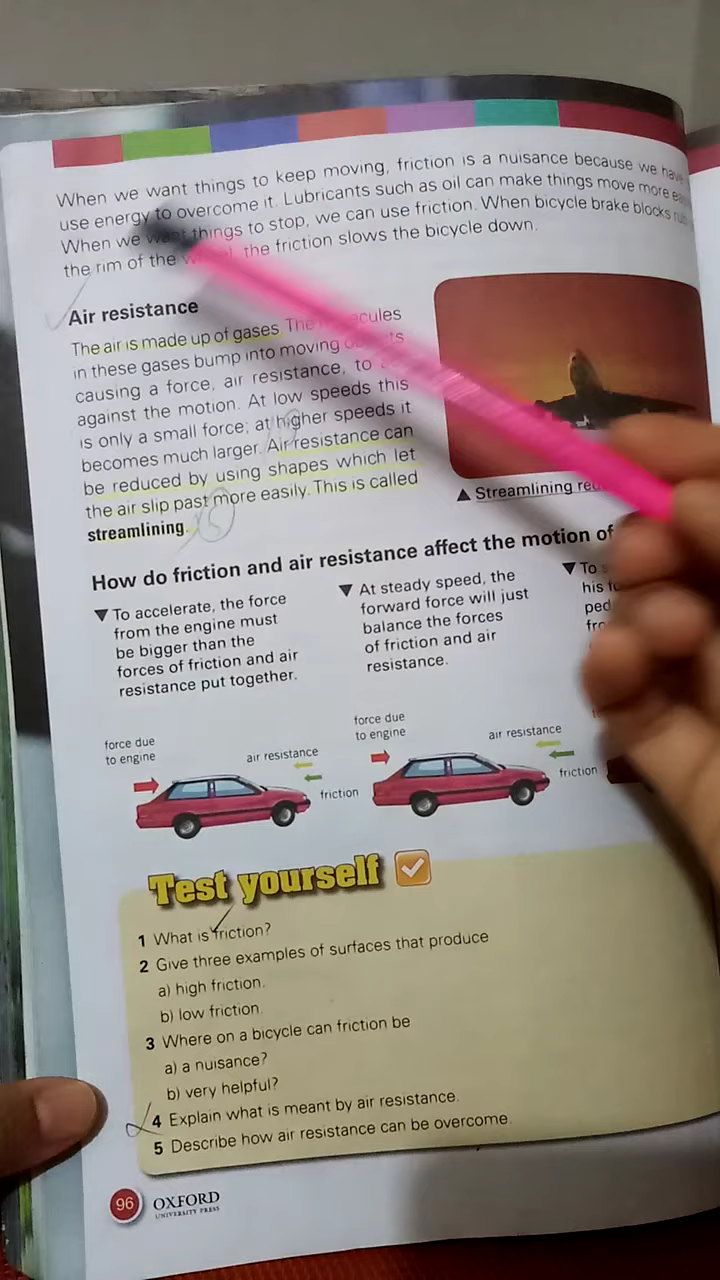 When we want things to keep moving, friction is a nuisance because we have
use energy to overcome it. Lubricants such as oil can make things move more
When we want things to stop, we can use friction. When bicycle brake blocks rub
the rim of the the friction slows the bicycle down.
Air resistance
The air is made up of gases. The
in these gases bump into moving
causing a force, air resistance, to
against the motion. At low speeds this
is only a small force; at higher speeds it
becomes much larger. Air resistance can
be reduced by using shapes which let
the air slip past more easily. This is called
streamlining.
▲ Streamlining
How do friction and air resistance affect the motion of
▼ To accelerate, the force
from the engine must
be bigger than the
forces of friction and air
resistance put together.
▼ At steady speed, the
forward force will just
balance the forces
of friction and air
resistance.
▼ To
his
ped
force due
to engine
air resistance
friction
force due
to engine
air resistance
friction
Test yourself
1 What is friction?
2 Give three examples of surfaces that produce
a) high friction.
b) low friction.
3 Where on a bicycle can friction be
a) a nuisance?
b) very helpful?
4 Explain what is meant by air resistance.
5 Describe how air resistance can be overcome.
96 OXFORD
UNIVERSITY PRESS